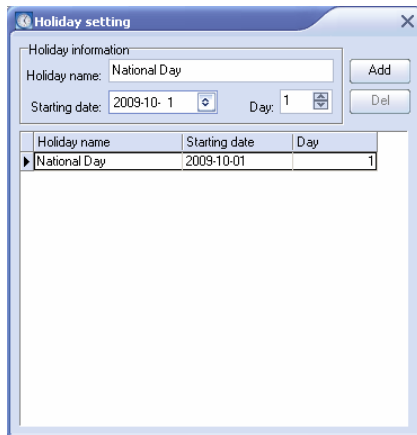 Holiday setting
Holiday information
Holiday name: National Day
Add
Starting date: 2009-10- 1 Day: 1
Del
Holiday name Starting date Day
National Day 2009-10-01 1